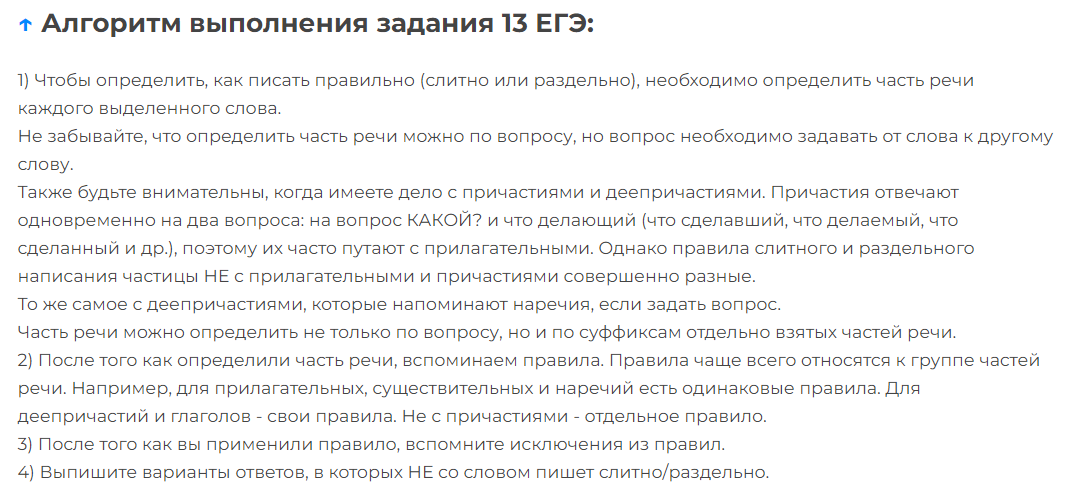 ↑ Алгоритм выполнения задания 13 ЕГЭ:
1) Чтобы определить, как писать правильно (слитно или раздельно), необходимо определить часть речи
каждого выделенного слова.
Не забывайте, что определить часть речи можно по вопросу, но вопрос необходимо задавать от слова к другому
слову.
Также будьте внимательны, когда имеете дело с причастиями и деепричастиями. Причастия отвечают
одновременно на два вопроса: на вопрос КАКОЙ? и что делающий (что сделавший, что делаемый, что
сделанный и др.), поэтому их часто путают с прилагательными. Однако правила слитного и раздельного
написания частицы НЕ с прилагательными и причастиями совершенно разные.
То же самое с деепричастиями, которые напоминают наречия, если задать вопрос.
Часть речи можно определить не только по вопросу, но и по суффиксам отдельно взятых частей речи.
2) После того как определили часть речи, вспоминаем правила. Правила чаще всего относятся к группе частей
речи. Например, для прилагательных, существительных и наречий есть одинаковые правила. Для
деепричастий и глаголов - свои правила. Не с причастиями - отдельное правило.
3) После того как вы применили правило, вспомните исключения из правил.
4) Выпишите варианты ответов, в которых НЕ со словом пишет слитно/раздельно.